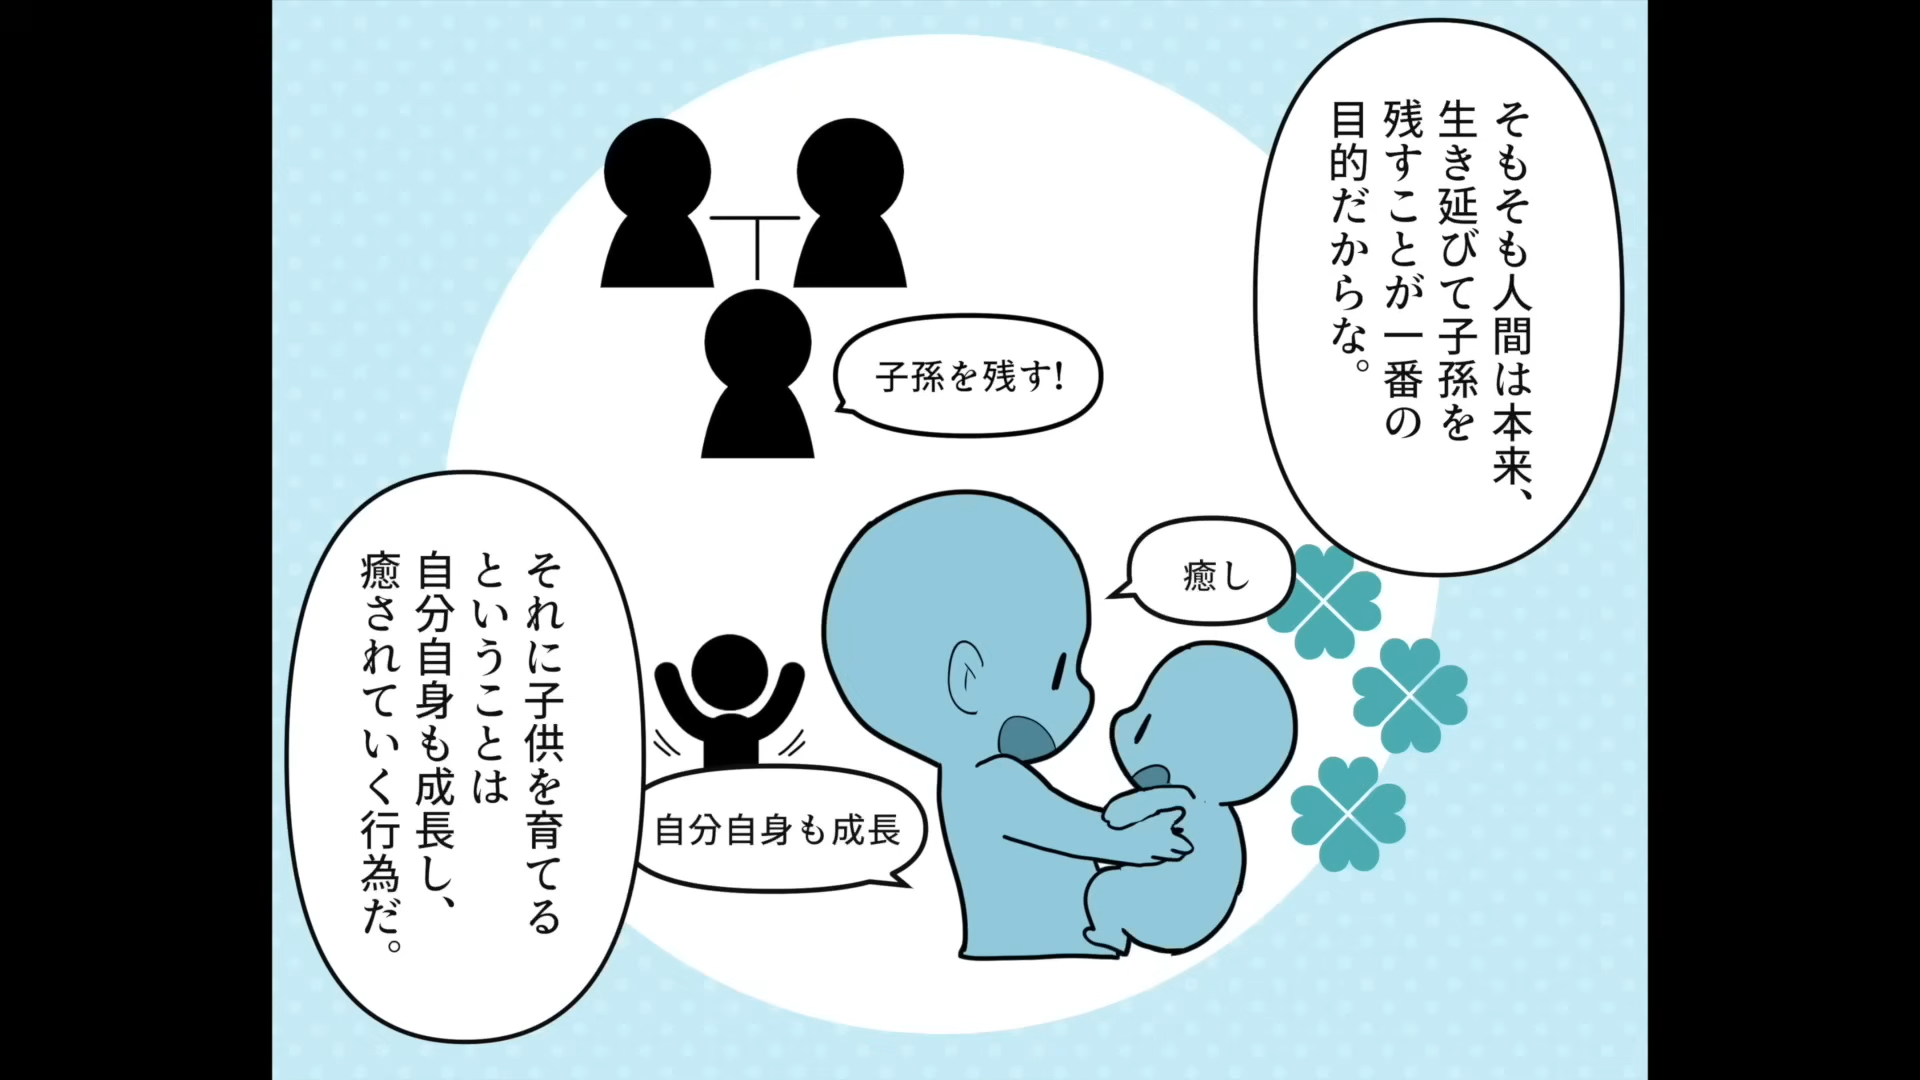 そもそも人間は本来、
生き延びて子孫を
残すことが一番の
目的だからな。
子孫を残す!
癒し
自分自身も成長
それに子供を育てる
ということは
自分自身も成長し、
癒されていく行為だ。